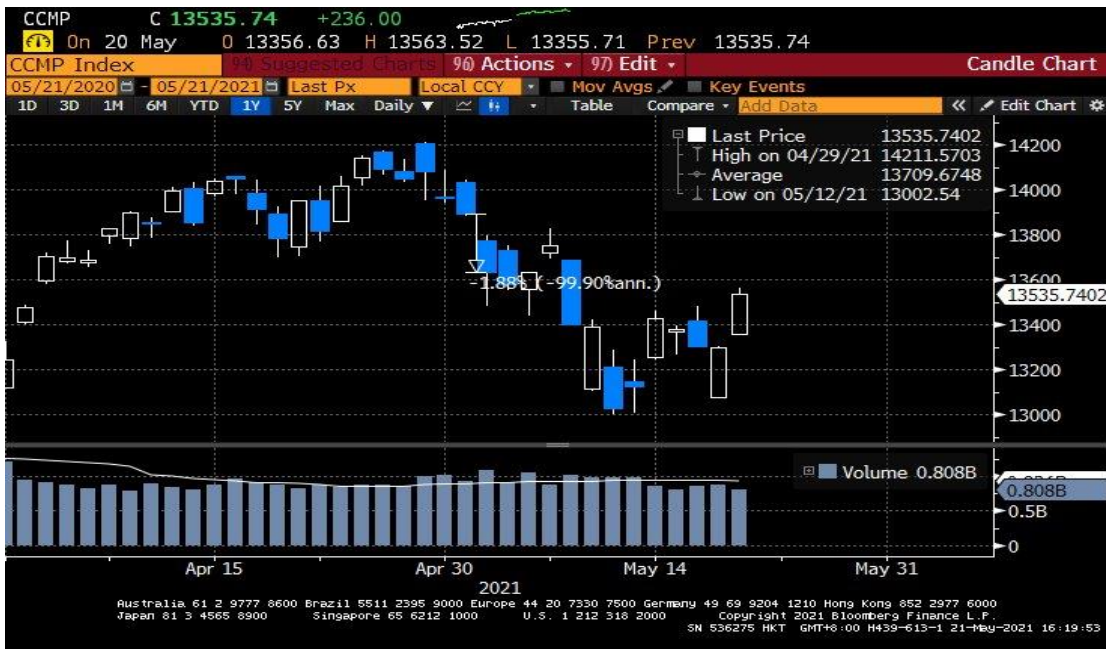 CCMP C 13535.74 +236.00
On 20 May O 13356.63 H 13563.52 L 13355.71 Prev 13535.74
CCMP Index 94) Suggested Charts 96) Actions 97) Edit Candle Chart
05/21/2020 - 05/21/2021 Last Px Local CCY Mov Avgs Key Events
1D 3D 1M 6M YTD 1Y 5Y Max Daily ▼ Table Compare Add Data « Edit Chart
Last Price 13535.7402
High on 04/29/21 14211.5703
Average 13709.6748
Low on 05/12/21 13002.54
14200
14000
13800
13600
-1.88% (-99.90%ann.)
13535.7402
13400
13200
13000
Volume 0.808B
0.808B
0.5B
0
Apr 15 Apr 30 May 14 May 31
2021
Australia 61 2 9777 8600 Brazil 5511 2395 9000 Europe 44 20 7330 7500 Germany 49 69 9204 1210 Hong Kong 852 2977 6000
Japan 81 3 4565 8900 Singapore 65 6212 1000 U.S. 1 212 318 2000 Copyright 2021 Bloomberg Finance L.P.
SN 536275 HKT GMT+8:00 H439-613-1 21-May-2021 16:19:53